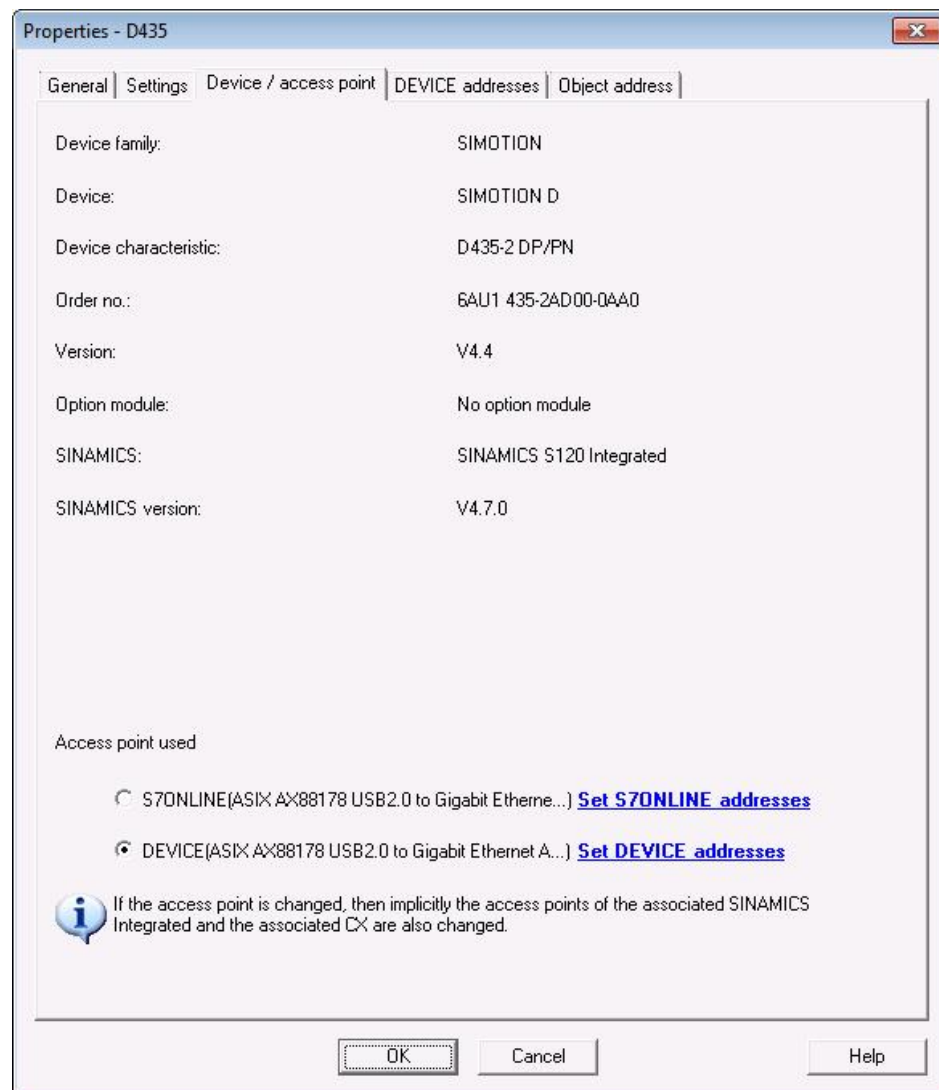 Properties - D435
General
Settings
Device / access point
DEVICE addresses
Object address
Device family: SIMOTION
Device: SIMOTION D
Device characteristic: D435-2 DP/PN
Order no.: 6AU1 435-2AD00-0AA0
Version: V4.4
Option module: No option module
SINAMICS: SINAMICS S120 Integrated
SINAMICS version: V4.7.0
Access point used
S7ONLINE(ASIX AX88178 USB2.0 to Gigabit Etherne...) Set S7ONLINE addresses
DEVICE(ASIX AX88178 USB2.0 to Gigabit Ethernet A...) Set DEVICE addresses
If the access point is changed, then implicitly the access points of the associated SINAMICS
Integrated and the associated CX are also changed.
OK
Cancel
Help